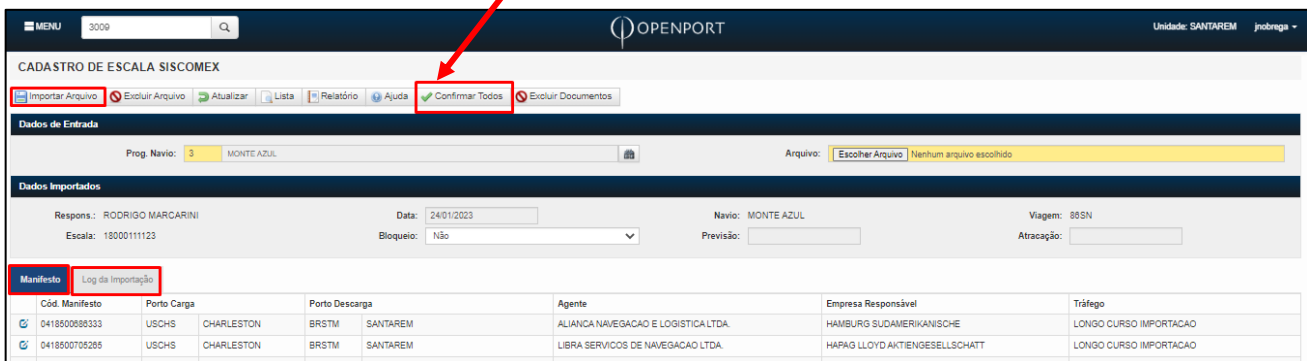 MENU 3009 OPENPORT Unidade: SANTAREM jnobrega
CADASTRO DE ESCALA SISCOMEX
Importar Arquivo Excluir Arquivo Atualizar Lista Relatório Ajuda Confirmar Todos Excluir Documentos
Dados de Entrada
Prog. Navio: 3 MONTE AZUL Arquivo: Escolher Arquivo Nenhum arquivo escolhido
Dados Importados
Respons.: RODRIGO MARCARINI Data: 24/01/2023 Navio: MONTE AZUL Viagem: 86SN
Escala: 18000111123 Bloqueio: Não Previsão: Atracação:
Manifesto Log da Importação
Cód. Manifesto Porto Carga Porto Descarga Agente Empresa Responsável Tráfego
0418500686333 USCHS CHARLESTON BRSTM SANTAREM ALIANCA NAVEGACAO E LOGISTICA LTDA. HAMBURG SUDAMERIKANISCHE LONGO CURSO IMPORTACAO
0418500705265 USCHS CHARLESTON BRSTM SANTAREM LIBRA SERVICOS DE NAVEGACAO LTDA. HAPAG LLOYD AKTIENGESELLSCHATT LONGO CURSO IMPORTACAO